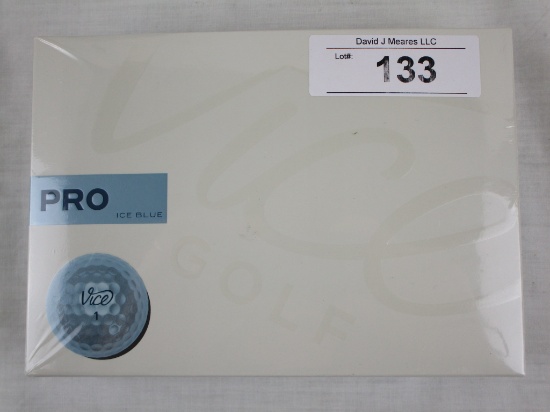 David J Meares LLC
Lot#:
133
Vice
GOLF
PRO
ICE BLUE
Vice
1